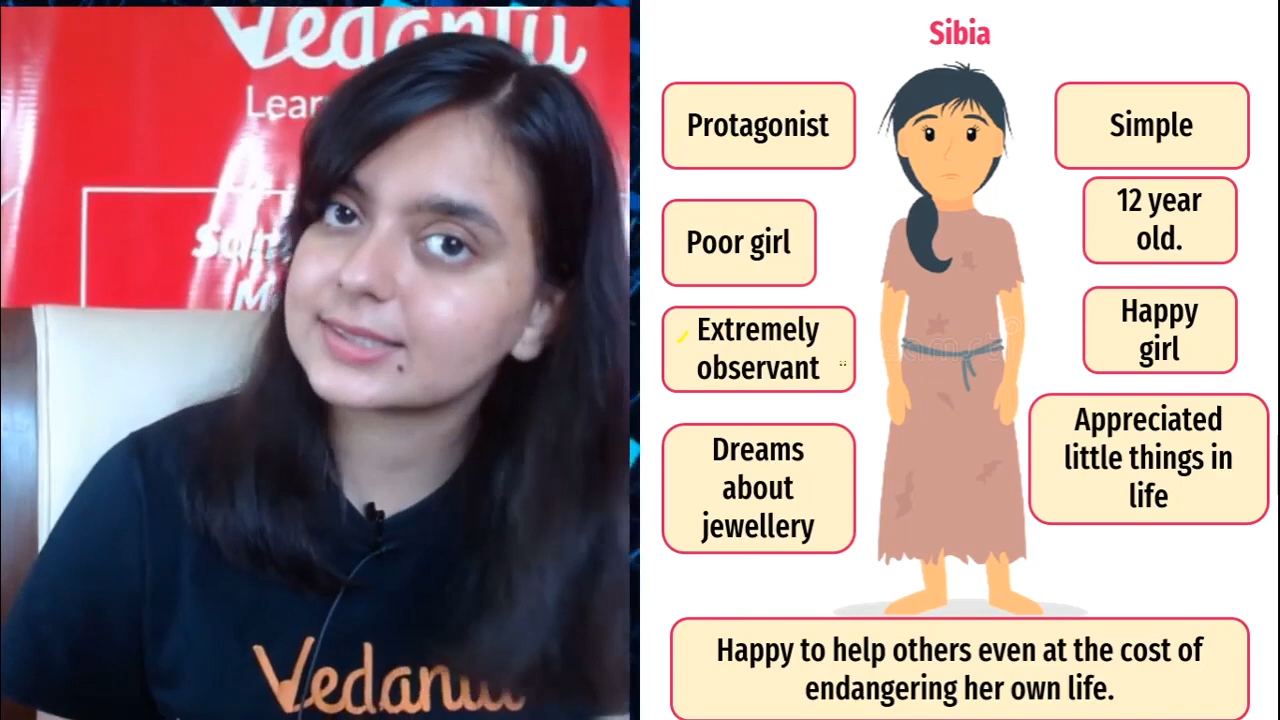 Vedantu
Lear
Sibia
Protagonist
Simple
Poor girl
12 year
old.
Extremely
observant
Happy
girl
Dreams
about
jewellery
Appreciated
little things in
life
Happy to help others even at the cost of
endangering her own life.
Vedantu